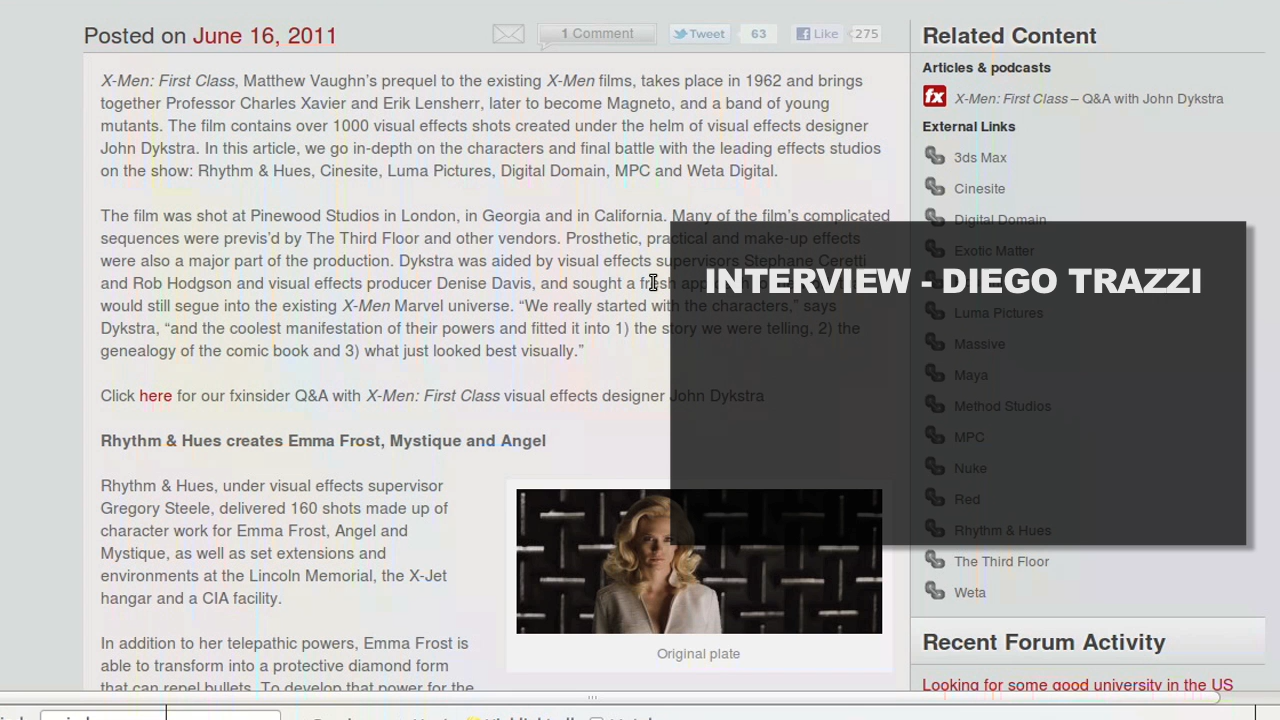 Posted on June 16, 2011
1 Comment
Tweet
63
Like
275
X-Men: First Class, Matthew Vaughn's prequel to the existing X-Men films, takes place in 1962 and brings
together Professor Charles Xavier and Erik Lensherr, later to become Magneto, and a band of young
mutants. The film contains over 1000 visual effects shots created under the helm of visual effects designer
John Dykstra. In this article, we go in-depth on the characters and final battle with the leading effects studios
on the show: Rhythm & Hues, Cinesite, Luma Pictures, Digital Domain, MPC and Weta Digital.
The film was shot at Pinewood Studios in London, in Georgia and in California. Many of the film's complicated
sequences were previs'd by The Third Floor and other vendors. Prosthetic, practical and make-up effects
were also a major part of the production. Dykstra was aided by visual effects supervisors Stephane Ceretti
and Rob Hodgson and visual effects producer Denise Davis, and sought a fresh
would still segue into the existing X-Men Marvel universe. “We really started with the characters,” says
Dykstra, “and the coolest manifestation of their powers and fitted it into 1) the story we were telling, 2) the
genealogy of the comic book and 3) what just looked best visually.”
Click here for our fxinsider Q&A with X-Men: First Class visual effects designer John Dykstra
Rhythm & Hues creates Emma Frost, Mystique and Angel
Rhythm & Hues, under visual effects supervisor
Gregory Steele, delivered 160 shots made up of
character work for Emma Frost, Angel and
Mystique, as well as set extensions and
environments at the Lincoln Memorial, the X-Jet
hangar and a CIA facility.
In addition to her telepathic powers, Emma Frost is
able to transform into a protective diamond form
that can repel bullets. To develop that power for the
Original plate
INTERVIEW - DIEGO TRAZZI
Related Content
Articles & podcasts
fx
X-Men: First Class – Q&A with John Dykstra
External Links
3ds Max
Cinesite
Digital Domain
Exotic Matter
Luma Pictures
Massive
Maya
Method Studios
MPC
Nuke
Red
Rhythm & Hues
The Third Floor
Weta
Recent Forum Activity
Looking for some good university in the US